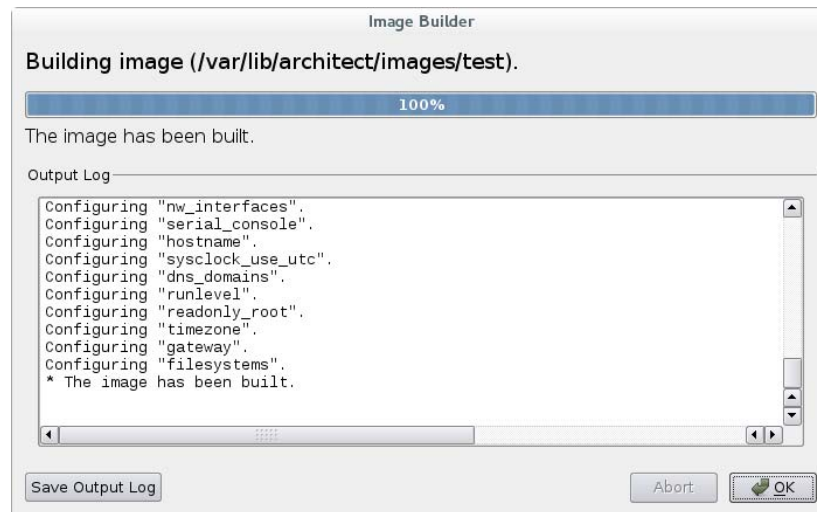 Image Builder
Building image (/var/lib/architect/images/test).
100%
The image has been built.
Output Log
Configuring "nw_interfaces".
Configuring "serial_console".
Configuring "hostname".
Configuring "sysclock_use_utc".
Configuring "dns_domains".
Configuring "runlevel".
Configuring "readonly_root".
Configuring "timezone".
Configuring "gateway".
Configuring "filesystems".
* The image has been built.
Save Output Log
Abort
OK